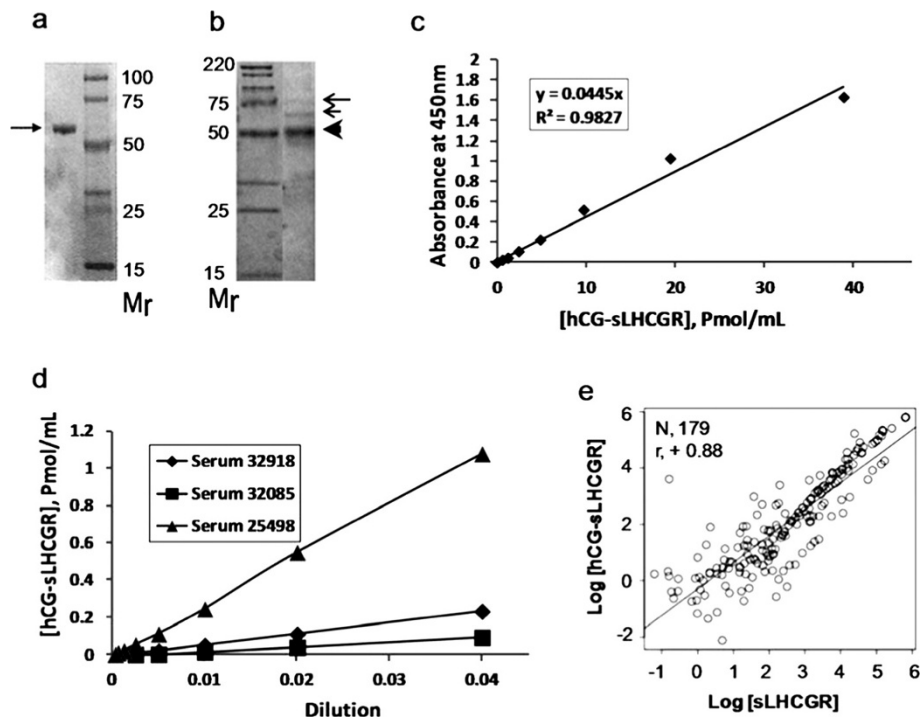 a
100
75
50
25
15
Mr
b
220
75
50
25
15
Mr
c
Absorbance at 450nm
2
1.8
1.6
1.4
1.2
1
0.8
0.6
0.4
0.2
0
y = 0.0445x
R² = 0.9827
0 10 20 30 40
[hCG-sLHCGR], Pmol/mL
d
[hCG-sLHCGR], Pmol/mL
1.2
1
0.8
0.6
0.4
0.2
0
Serum 32918
Serum 32085
Serum 25498
0 0.01 0.02 0.03 0.04
Dilution
e
Log [hCG-sLHCGR]
6
4
2
0
-2
N, 179
r, + 0.88
-1 0 1 2 3 4 5 6
Log [sLHCGR]